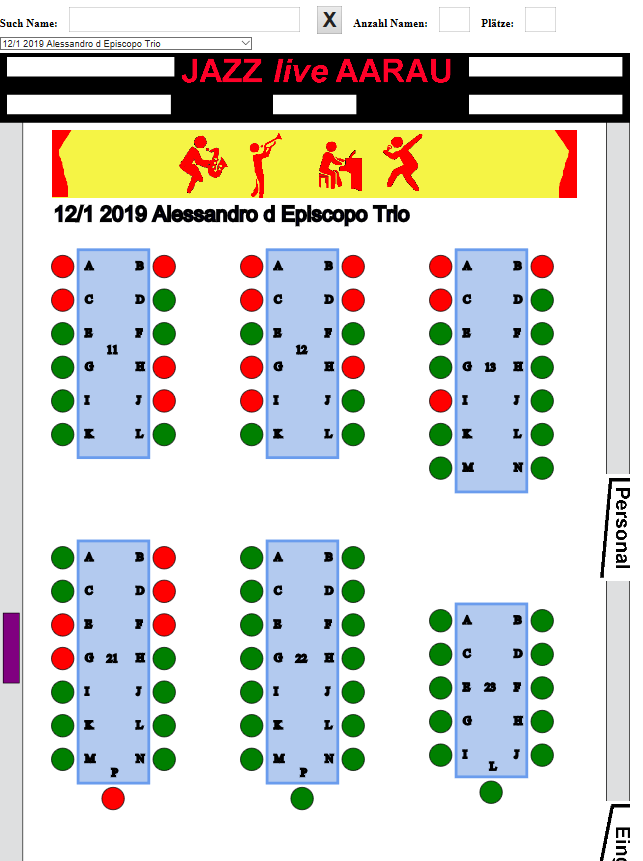 Such Name: X Anzahl Namen: Plätze:
12/1 2019 Alessandro d Episcopo Trio
JAZZ live AARAU
12/1 2019 Alessandro d Episcopo Trio
A B A B A B
C D C D C D
E F E F E F
11 12
G H G H G 13 H
I J I J I J
K L K L K L
M N
Personal
A B A B
C D C D
E F E F
G 21 H G 22 H
I J I J
K L K L
M N M N
P P
A B
C D
E 23 F
G H
I J
L
Ein